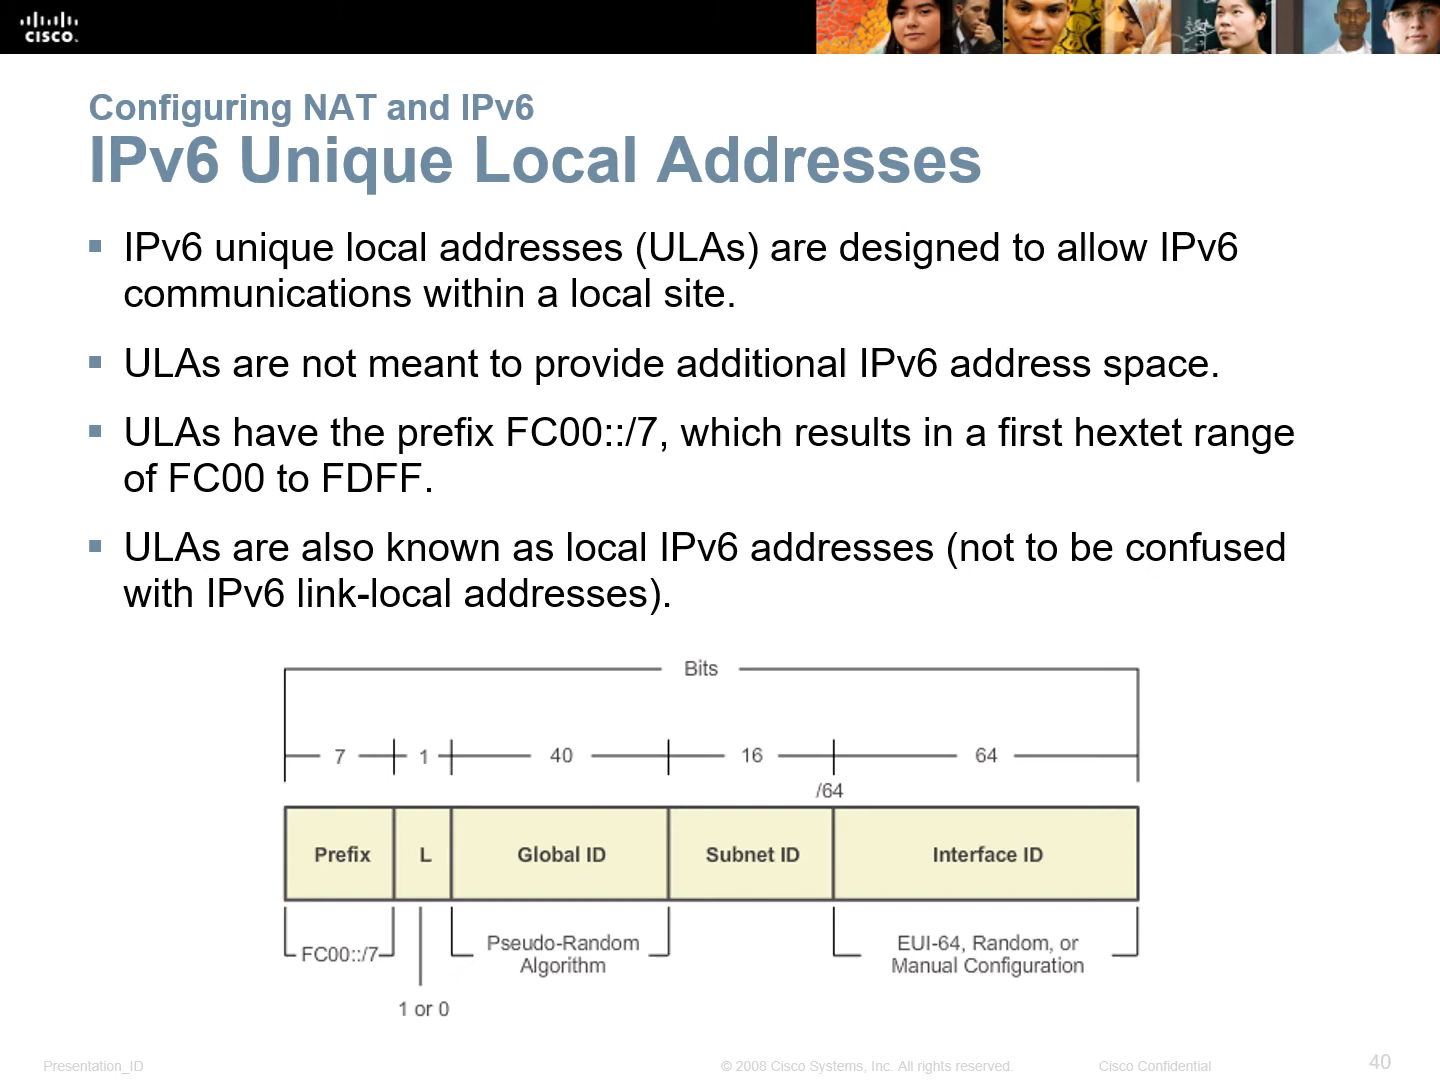 CISCO.
Configuring NAT and IPv6
IPv6 Unique Local Addresses
IPv6 unique local addresses (ULAs) are designed to allow IPv6
communications within a local site.
ULAs are not meant to provide additional IPv6 address space.
ULAs have the prefix FC00::/7, which results in a first hextet range
of FC00 to FDFF.
ULAs are also known as local IPv6 addresses (not to be confused
with IPv6 link-local addresses).
Bits
7 1 40 16 64
/64
Prefix L Global ID Subnet ID Interface ID
FC00::/7 Pseudo-Random EUI-64, Random, or
Algorithm Manual Configuration
1 or 0
Presentation_ID © 2008 Cisco Systems, Inc. All rights reserved. Cisco Confidential 40